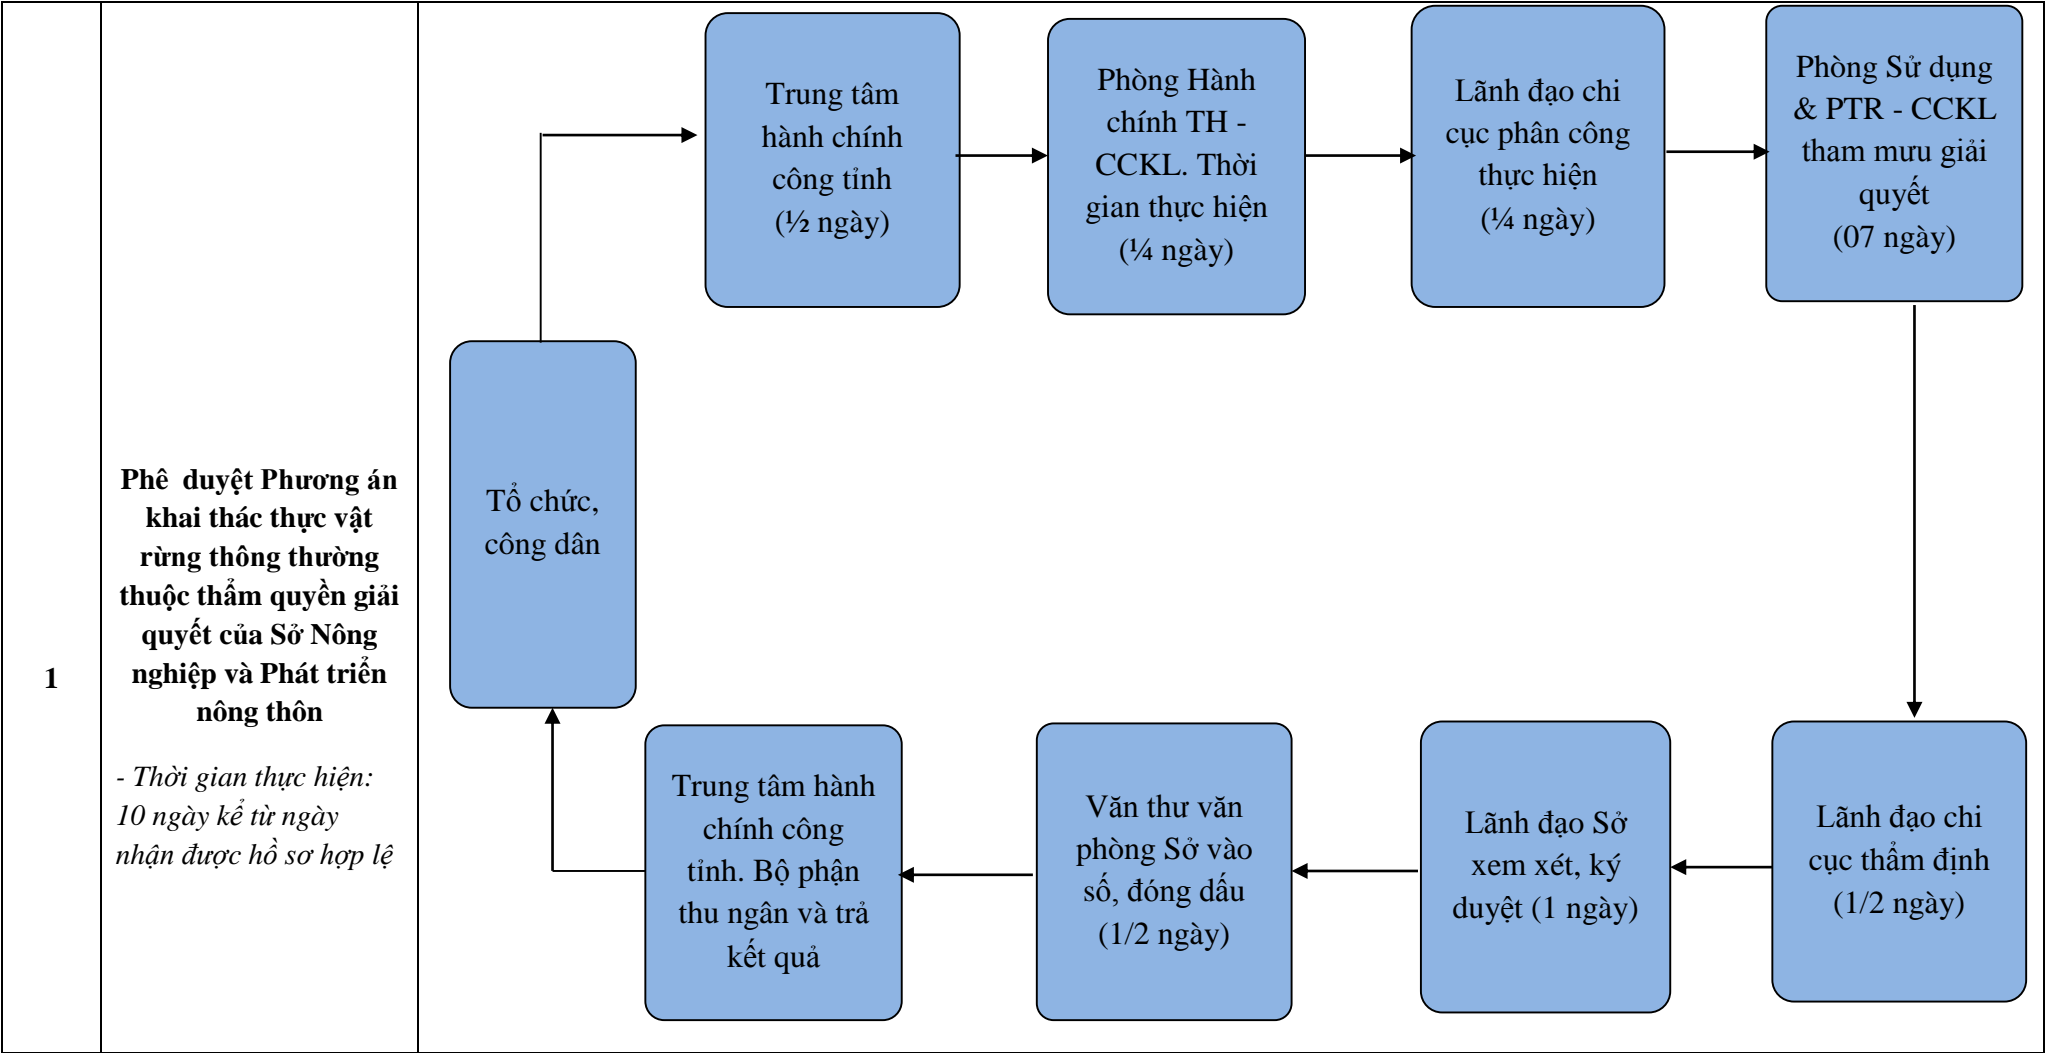 1
Phê duyệt Phương án
khai thác thực vật
rừng thông thường
thuộc thẩm quyền giải
quyết của Sở Nông
nghiệp và Phát triển
nông thôn
- Thời gian thực hiện:
10 ngày kể từ ngày
nhận được hồ sơ hợp lệ
Tổ chức,
công dân
Trung tâm
hành chính
công tỉnh
(½ ngày)
Phòng Hành
chính TH -
CCKL. Thời
gian thực hiện
(¼ ngày)
Lãnh đạo chi
cục phân công
thực hiện
(¼ ngày)
Phòng Sử dụng
& PTR - CCKL
tham mưu giải
quyết
(07 ngày)
Lãnh đạo chi
cục thẩm định
(1/2 ngày)
Lãnh đạo Sở
xem xét, ký
duyệt (1 ngày)
Văn thư văn
phòng Sở vào
số, đóng dấu
(1/2 ngày)
Trung tâm hành
chính công
tỉnh. Bộ phận
thu ngân và trả
kết quả